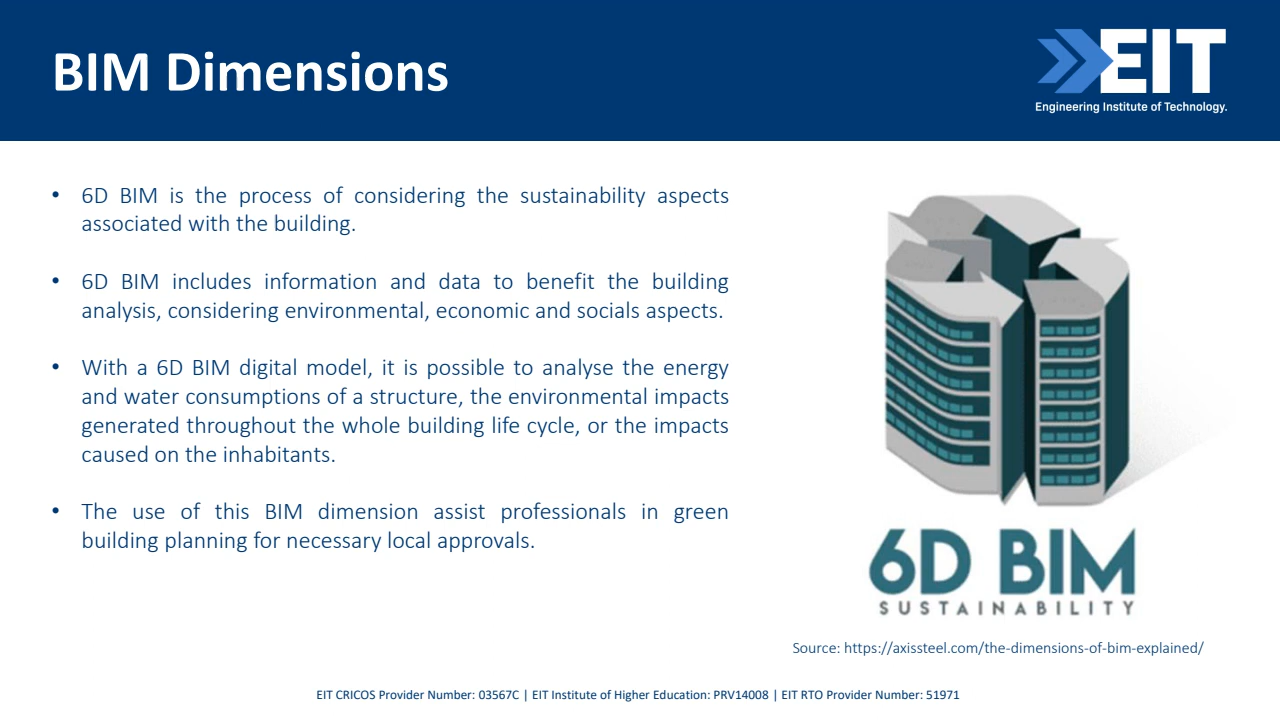 BIM Dimensions
EIT
Engineering Institute of Technology.
• 6D BIM is the process of considering the sustainability aspects
associated with the building.
• 6D BIM includes information and data to benefit the building
analysis, considering environmental, economic and socials aspects.
• With a 6D BIM digital model, it is possible to analyse the energy
and water consumptions of a structure, the environmental impacts
generated throughout the whole building life cycle, or the impacts
caused on the inhabitants.
• The use of this BIM dimension assist professionals in green
building planning for necessary local approvals.
6D BIM
SUSTAINABILITY
Source: https://axissteel.com/the-dimensions-of-bim-explained/
EIT CRICOS Provider Number: 03567C | EIT Institute of Higher Education: PRV14008 | EIT RTO Provider Number: 51971